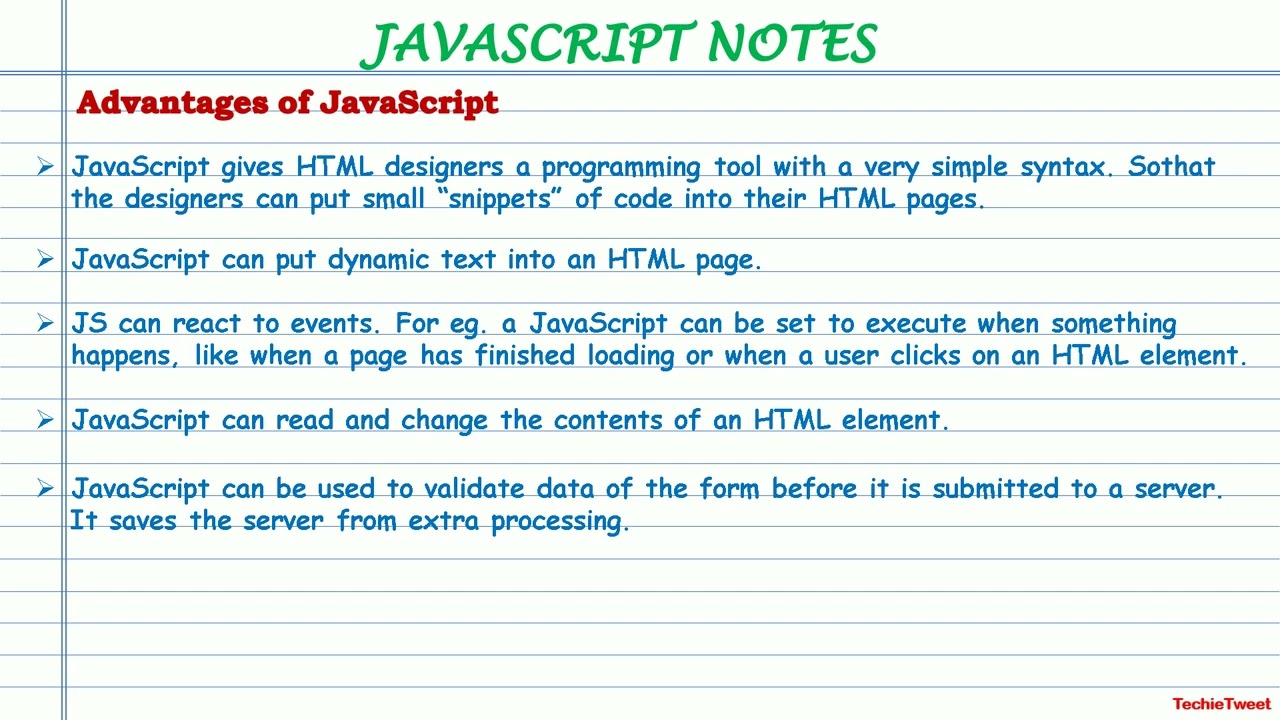 JAVASCRIPT NOTES
Advantages of JavaScript
➢ JavaScript gives HTML designers a programming tool with a very simple syntax. Sothat
the designers can put small “snippets” of code into their HTML pages.
➢ JavaScript can put dynamic text into an HTML page.
➢ JS can react to events. For eg. a JavaScript can be set to execute when something
happens, like when a page has finished loading or when a user clicks on an HTML element.
➢ JavaScript can read and change the contents of an HTML element.
➢ JavaScript can be used to validate data of the form before it is submitted to a server.
It saves the server from extra processing.
TechieTweet